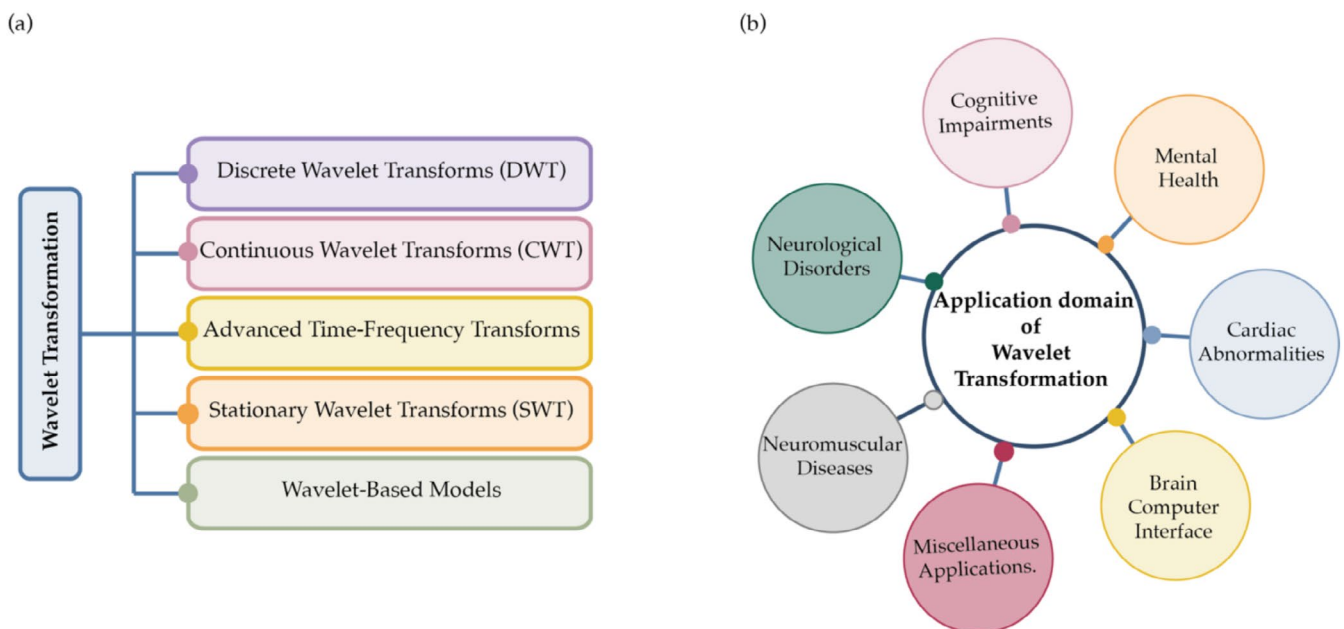 (a)
Wavelet Transformation
Discrete Wavelet Transforms (DWT)
Continuous Wavelet Transforms (CWT)
Advanced Time-Frequency Transforms
Stationary Wavelet Transforms (SWT)
Wavelet-Based Models
(b)
Application domain
of
Wavelet
Transformation
Cognitive
Impairments
Mental
Health
Cardiac
Abnormalities
Brain
Computer
Interface
Miscellaneous
Applications.
Neuromuscular
Diseases
Neurological
Disorders